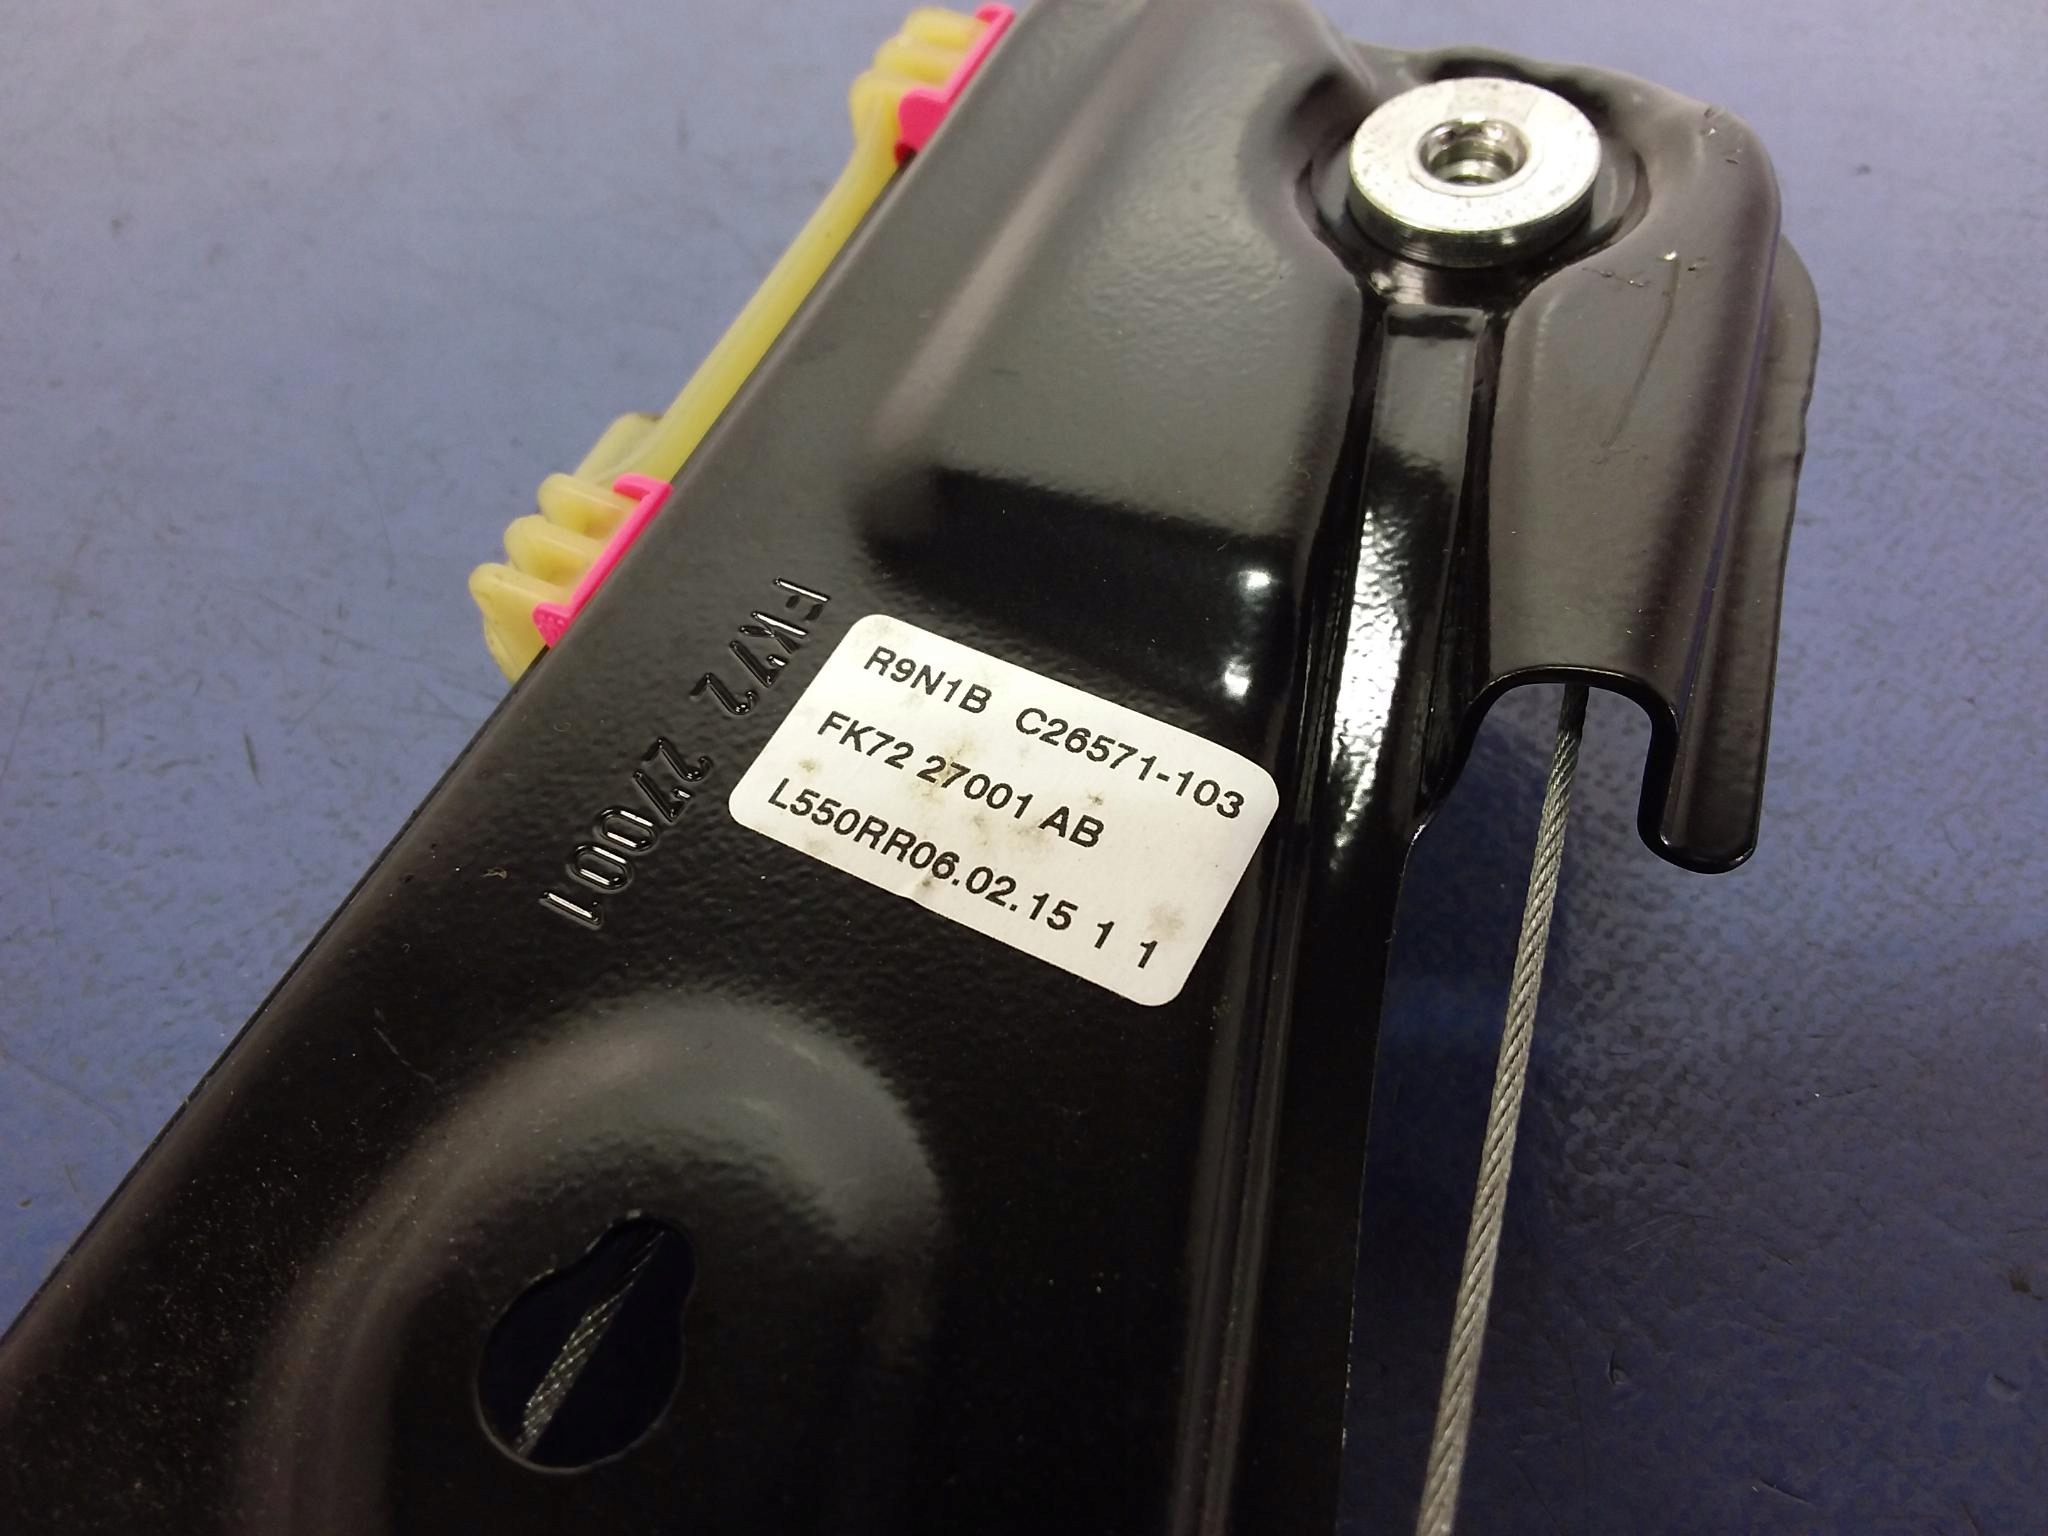 FK72 27001
R9N1B C26571-103
FK72 27001 AB
L550RR06.02.15 1 1